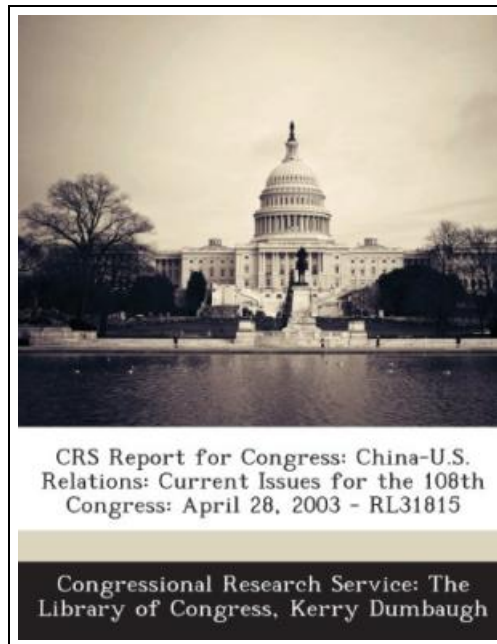 CRS Report for Congress: China-U.S.
Relations: Current Issues for the 108th
Congress: April 28, 2003 - RL31815
Congressional Research Service: The
Library of Congress, Kerry Dumbaugh